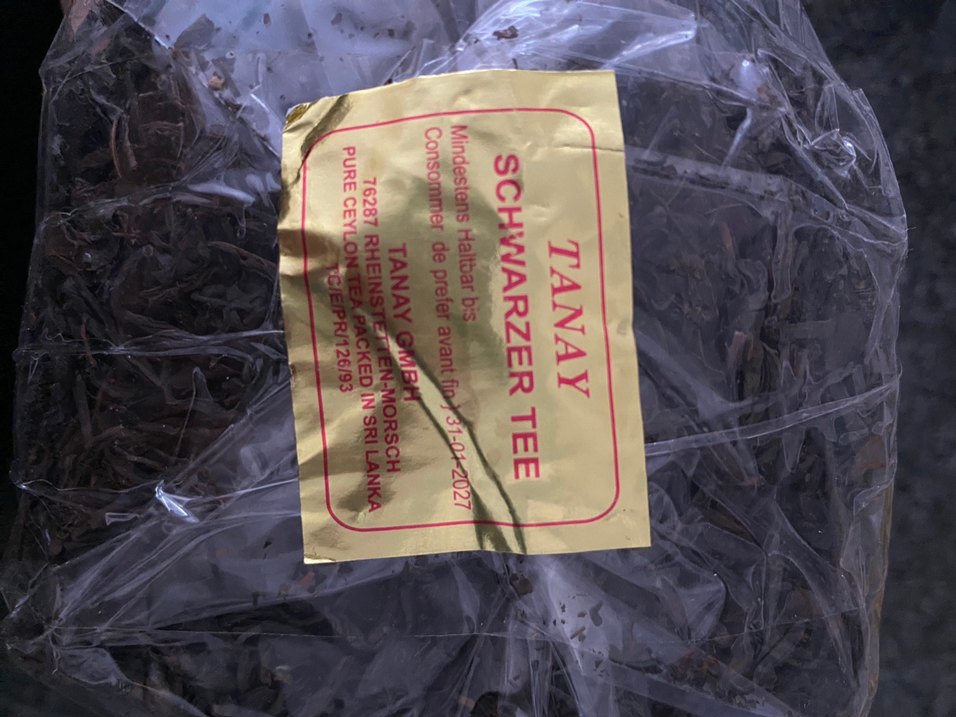 TANAY
SCHWARZER TEE
Mindestens Haltbar bis
Consommer de prefer avant fin } 31-01-2027
TANAY GMBH
76287 RHEINSTETTEN-MORSCH
PURE CEYLON TEA PACKED IN SRI LANKA
TC/E/PR/126/93